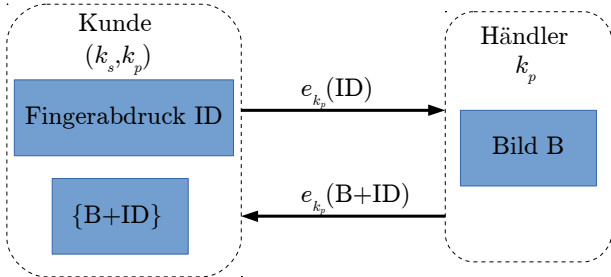 Kunde
(k_s,k_p)
Fingerabdruck ID
{B+ID}
e_{k_p}(ID)
e_{k_p}(B+ID)
Händler
k_p
Bild B